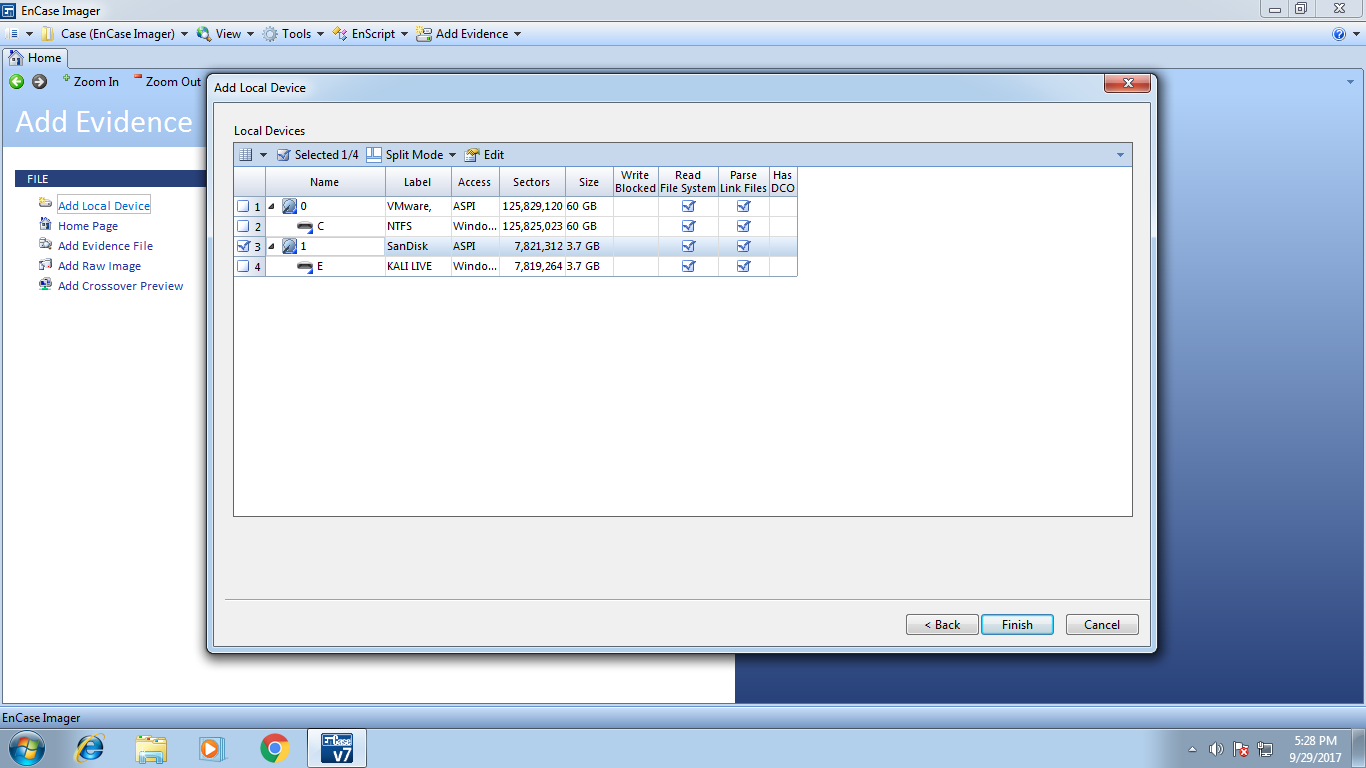 EnCase Imager
Case (EnCase Imager) View Tools EnScript Add Evidence
Home
Zoom In Zoom Out
Add Evidence
FILE
Add Local Device
Home Page
Add Evidence File
Add Raw Image
Add Crossover Preview
Add Local Device
Local Devices
Selected 1/4 Split Mode Edit
Name Label Access Sectors Size Write Blocked Read File System Parse Link Files Has DCO
1 0 VMware, ASPI 125,829,120 60 GB
2 C NTFS Windo... 125,825,023 60 GB
3 1 SanDisk ASPI 7,821,312 3.7 GB
4 E KALI LIVE Windo... 7,819,264 3.7 GB
< Back Finish Cancel
EnCase Imager
EnCase v7
5:28 PM
9/29/2017